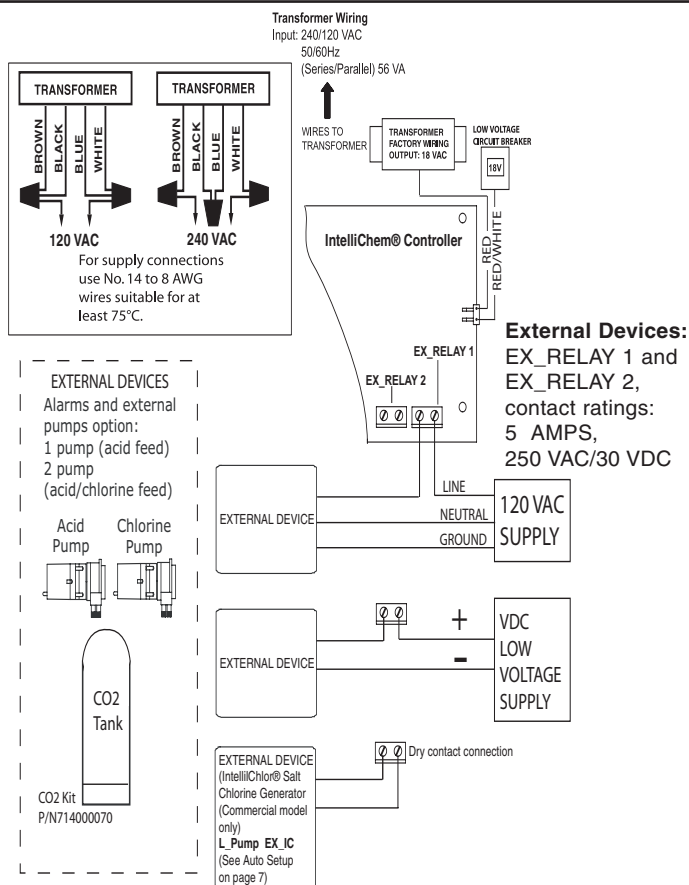 Transformer Wiring
Input: 240/120 VAC
50/60Hz
(Series/Parallel) 56 VA
TRANSFORMER
BROWN
BLACK
BLUE
WHITE
120 VAC
TRANSFORMER
BROWN
BLACK
BLUE
WHITE
240 VAC
For supply connections
use No. 14 to 8 AWG
wires suitable for at
least 75°C.
WIRES TO
TRANSFORMER
TRANSFORMER
FACTORY WIRING
OUTPUT: 18 VAC
LOW VOLTAGE
CIRCUIT BREAKER
18V
RED
RED/WHITE
IntelliChem® Controller
EX_RELAY 1
EX_RELAY 2
External Devices:
EX_RELAY 1 and
EX_RELAY 2,
contact ratings:
5 AMPS,
250 VAC/30 VDC
EXTERNAL DEVICES
Alarms and external
pumps option:
1 pump (acid feed)
2 pump
(acid/chlorine feed)
Acid
Pump
Chlorine
Pump
CO2
Tank
CO2 Kit
P/N714000070
EXTERNAL DEVICE
LINE
NEUTRAL
GROUND
120 VAC
SUPPLY
EXTERNAL DEVICE
+
-
VDC
LOW
VOLTAGE
SUPPLY
EXTERNAL DEVICE
(IntellilChlor® Salt
Chlorine Generator
(Commercial model
only)
L_Pump EX_IC
(See Auto Setup
on page 7)
Dry contact connection